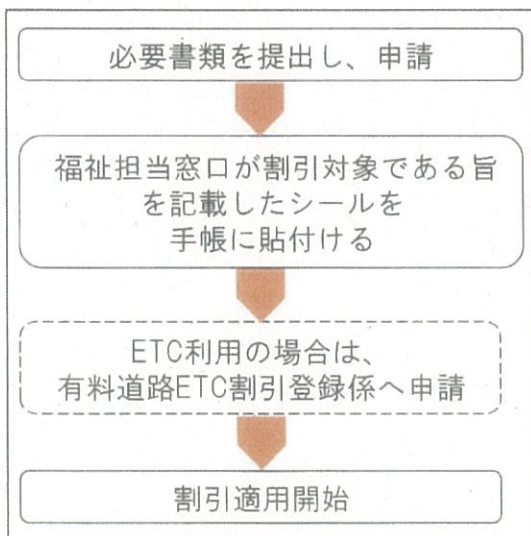 必要書類を提出し、申請
福祉担当窓口が割引対象である旨
を記載したシールを
手帳に貼付ける
ETC利用の場合は、
有料道路ETC割引登録係へ申請
割引適用開始